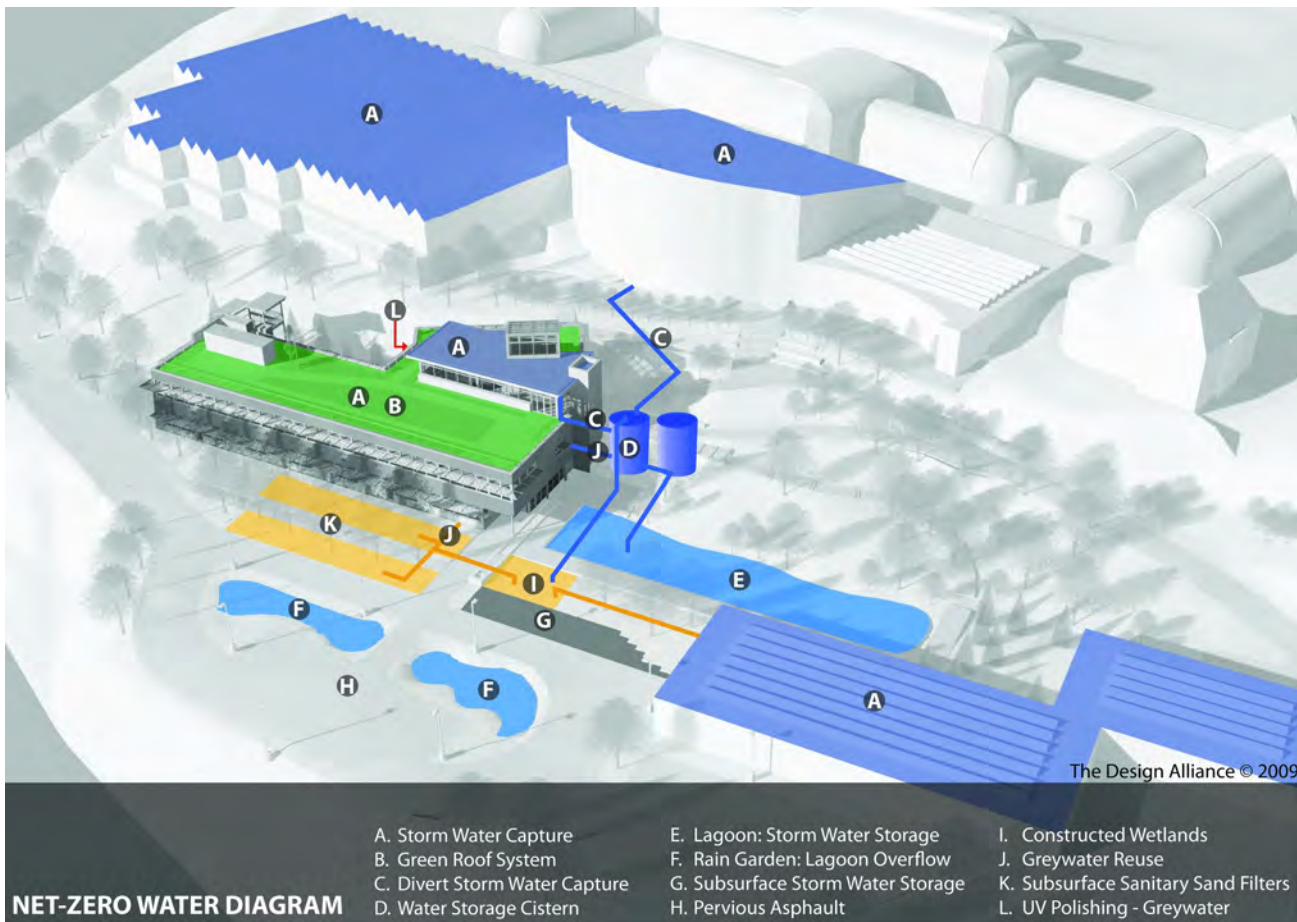 A
A
L
C
A
A
B
C
D
J
K
J
E
I
F
G
H
F
A
The Design Alliance © 2009
NET-ZERO WATER DIAGRAM
A. Storm Water Capture
B. Green Roof System
C. Divert Storm Water Capture
D. Water Storage Cistern
E. Lagoon: Storm Water Storage
F. Rain Garden: Lagoon Overflow
G. Subsurface Storm Water Storage
H. Pervious Asphault
I. Constructed Wetlands
J. Greywater Reuse
K. Subsurface Sanitary Sand Filters
L. UV Polishing - Greywater